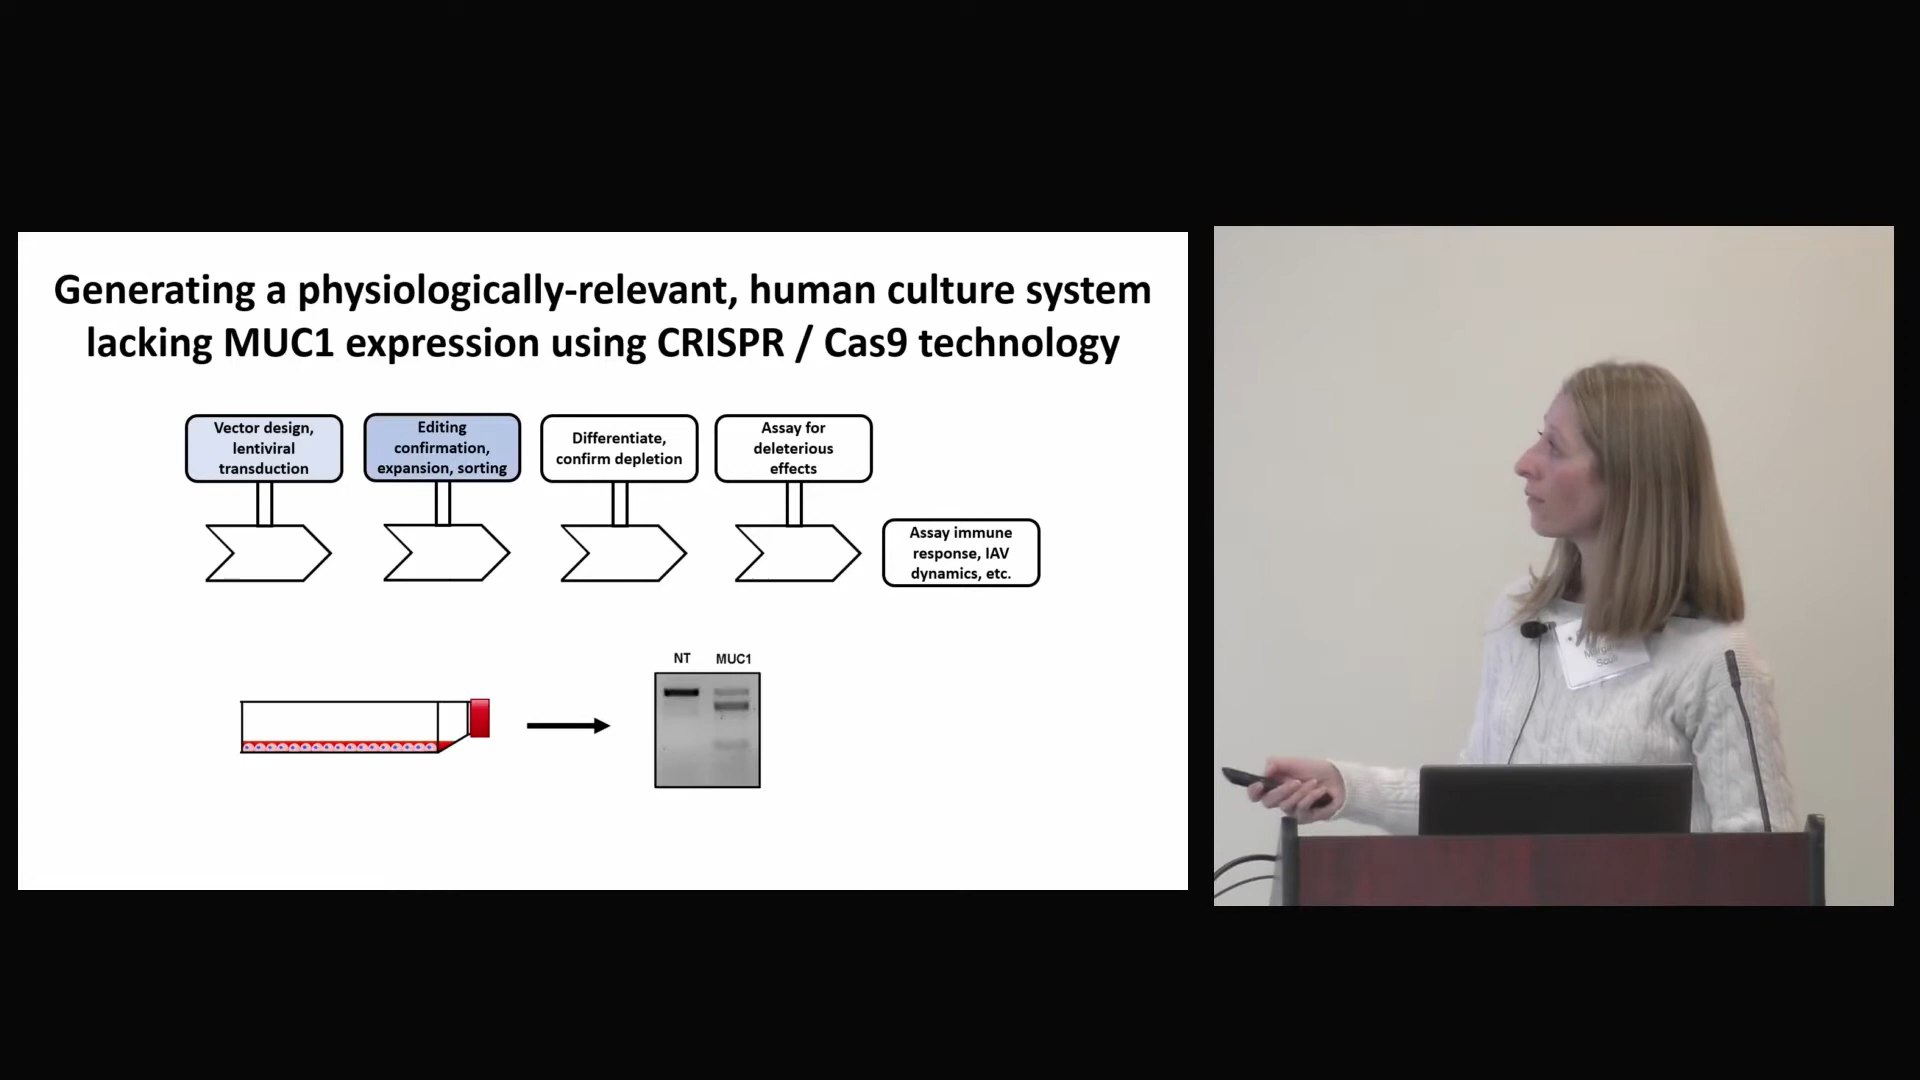 Generating a physiologically-relevant, human culture system
lacking MUC1 expression using CRISPR / Cas9 technology
Vector design,
lentiviral
transduction
Editing
confirmation,
expansion, sorting
Differentiate,
confirm depletion
Assay for
deleterious
effects
Assay immune
response, IAV
dynamics, etc.
NT
MUC1